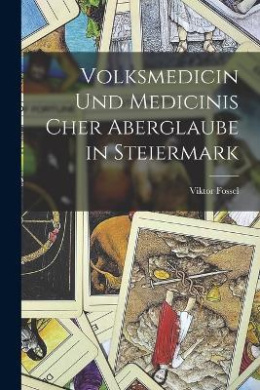 Volksmedicin
Und Medicinis
Cher Aberglaube
in Steiermark
Viktor Fossel